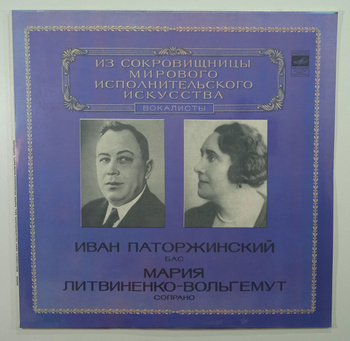 ИЗ СОКРОВИЩНИЦЫ
МИРОВОГО
ИСПОЛНИТЕЛЬСКОГО
ИСКУССТВА
ВОКАЛИСТЫ
ИВАН ПАТОРЖИНСКИЙ
БАС
МАРИЯ
ЛИТВИНЕНКО-ВОЛЬГЕМУТ
СОПРАНО